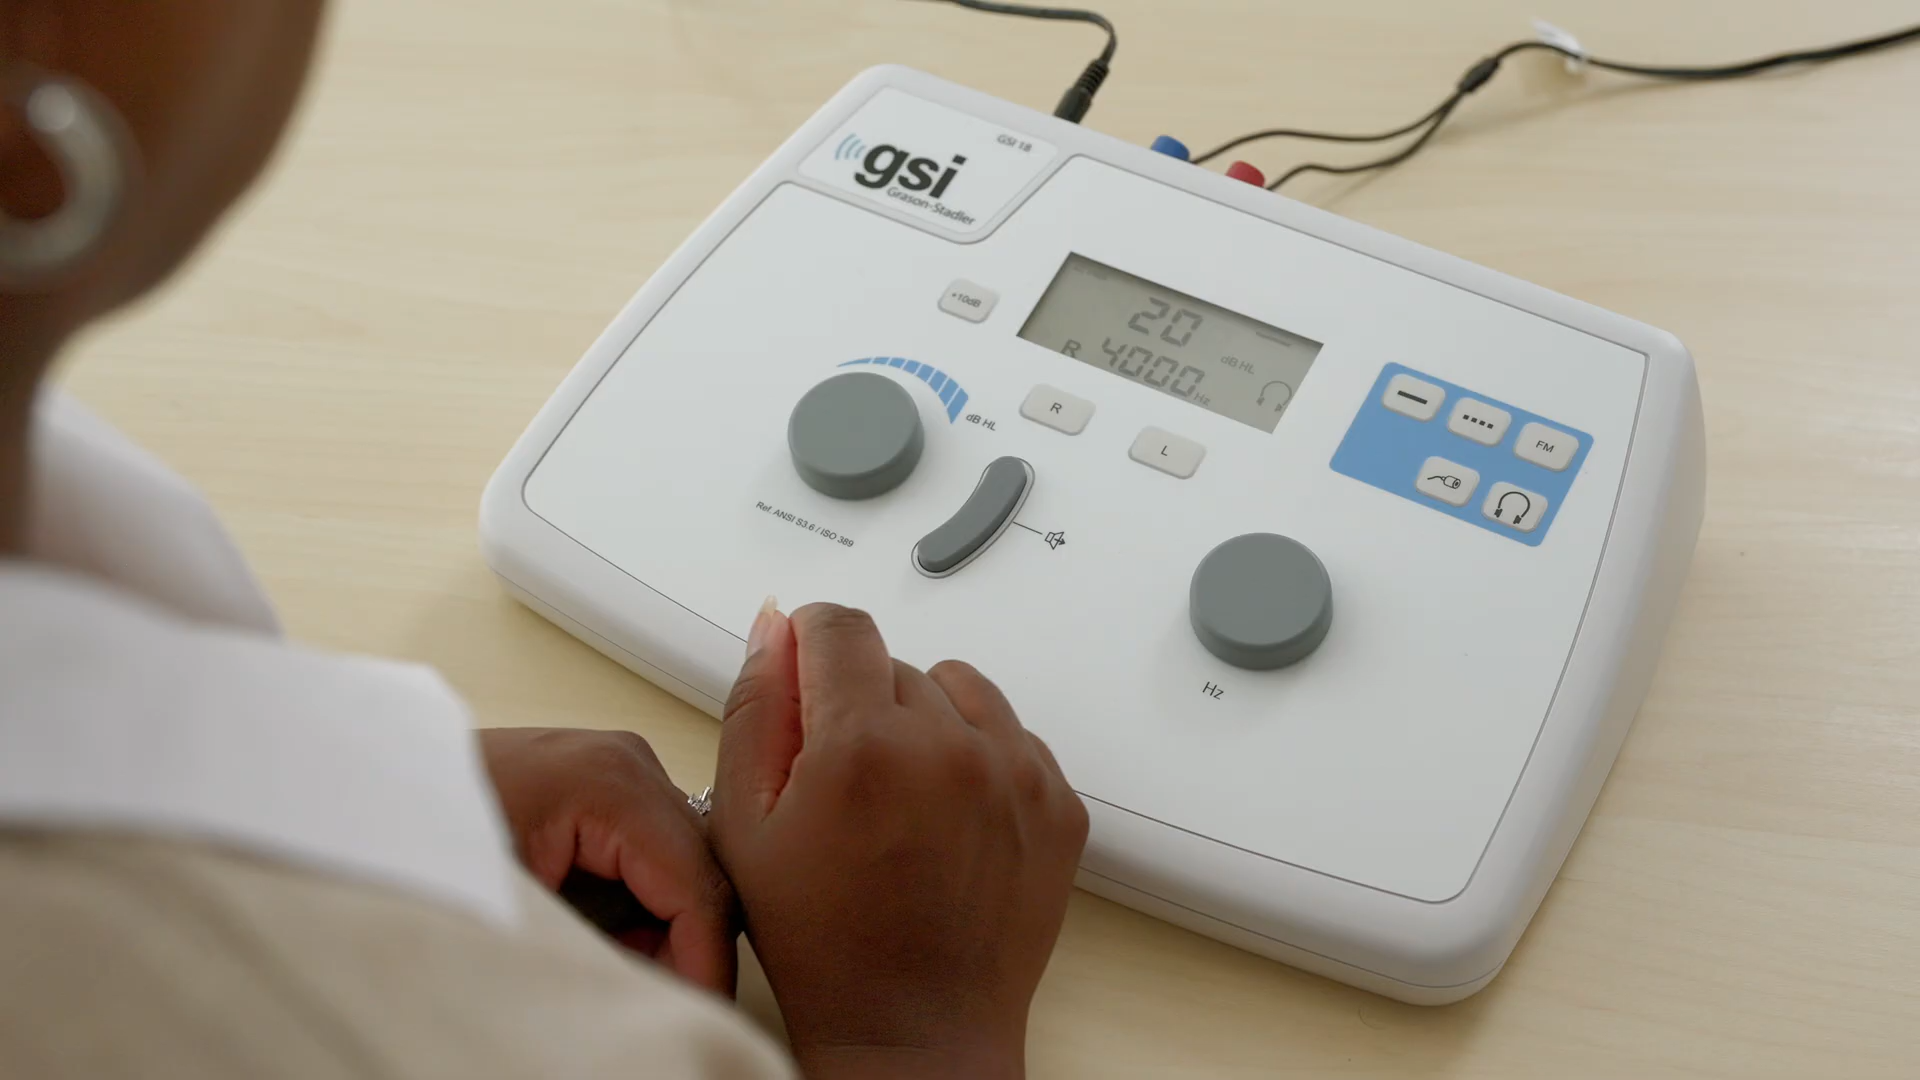 GSI 18
gsi
Grason-Stadler
+10dB
20
dB HL
R 4000 Hz
dB HL
R
L
FM
Ref. ANSI S3.6 / ISO 389
Hz